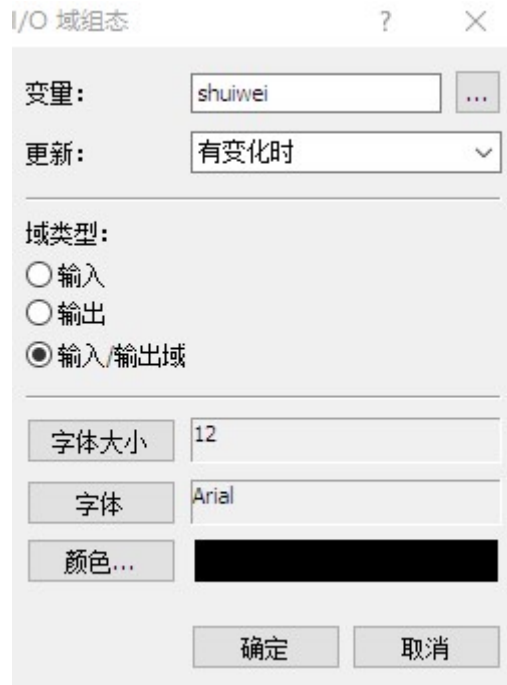 I/O 域组态 ?
变量： shuiwei ...
更新： 有变化时
域类型：
输入
输出
输入/输出域
字体大小 12
字体 Arial
颜色...
确定 取消